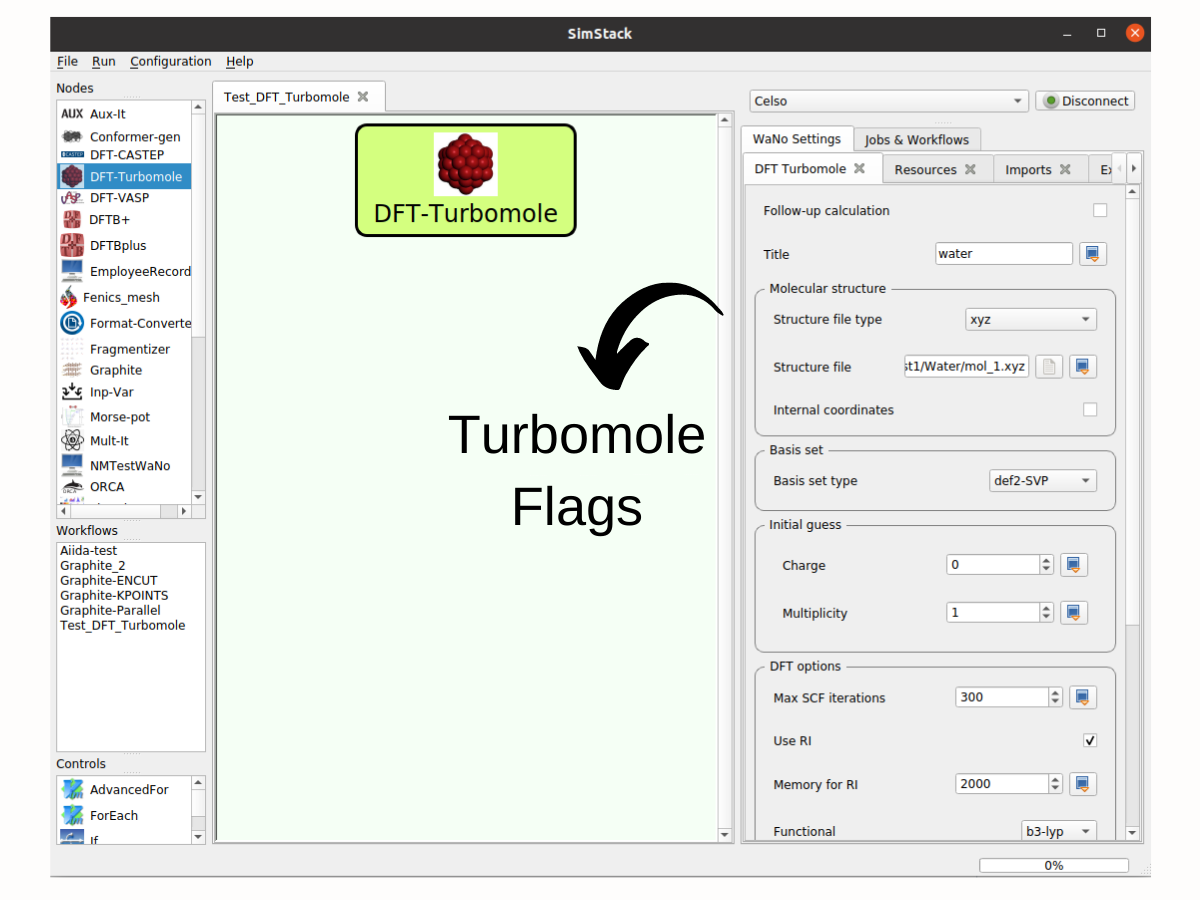 SimStack
File Run Configuration Help
Nodes
AUX Aux-It
Conformer-gen
DFT-CASTEP
DFT-Turbomole
DFT-VASP
DFTB+
DFTBplus
EmployeeRecord
Fenics_mesh
Format-Converte
Fragmentizer
Graphite
Inp-Var
Morse-pot
Mult-It
NMTestWaNo
ORCA
Workflows
Aiida-test
Graphite_2
Graphite-ENCUT
Graphite-KPOINTS
Graphite-Parallel
Test_DFT_Turbomole
Controls
AdvancedFor
ForEach
If
Test_DFT_Turbomole
DFT-Turbomole
Turbomole
Flags
Celso
Disconnect
WaNo Settings Jobs & Workflows
DFT Turbomole Resources Imports Ex
Follow-up calculation
Title water
Molecular structure
Structure file type xyz
Structure file st1/Water/mol_1.xyz
Internal coordinates
Basis set
Basis set type def2-SVP
Initial guess
Charge 0
Multiplicity 1
DFT options
Max SCF iterations 300
Use RI
Memory for RI 2000
Functional b3-lyp
0%